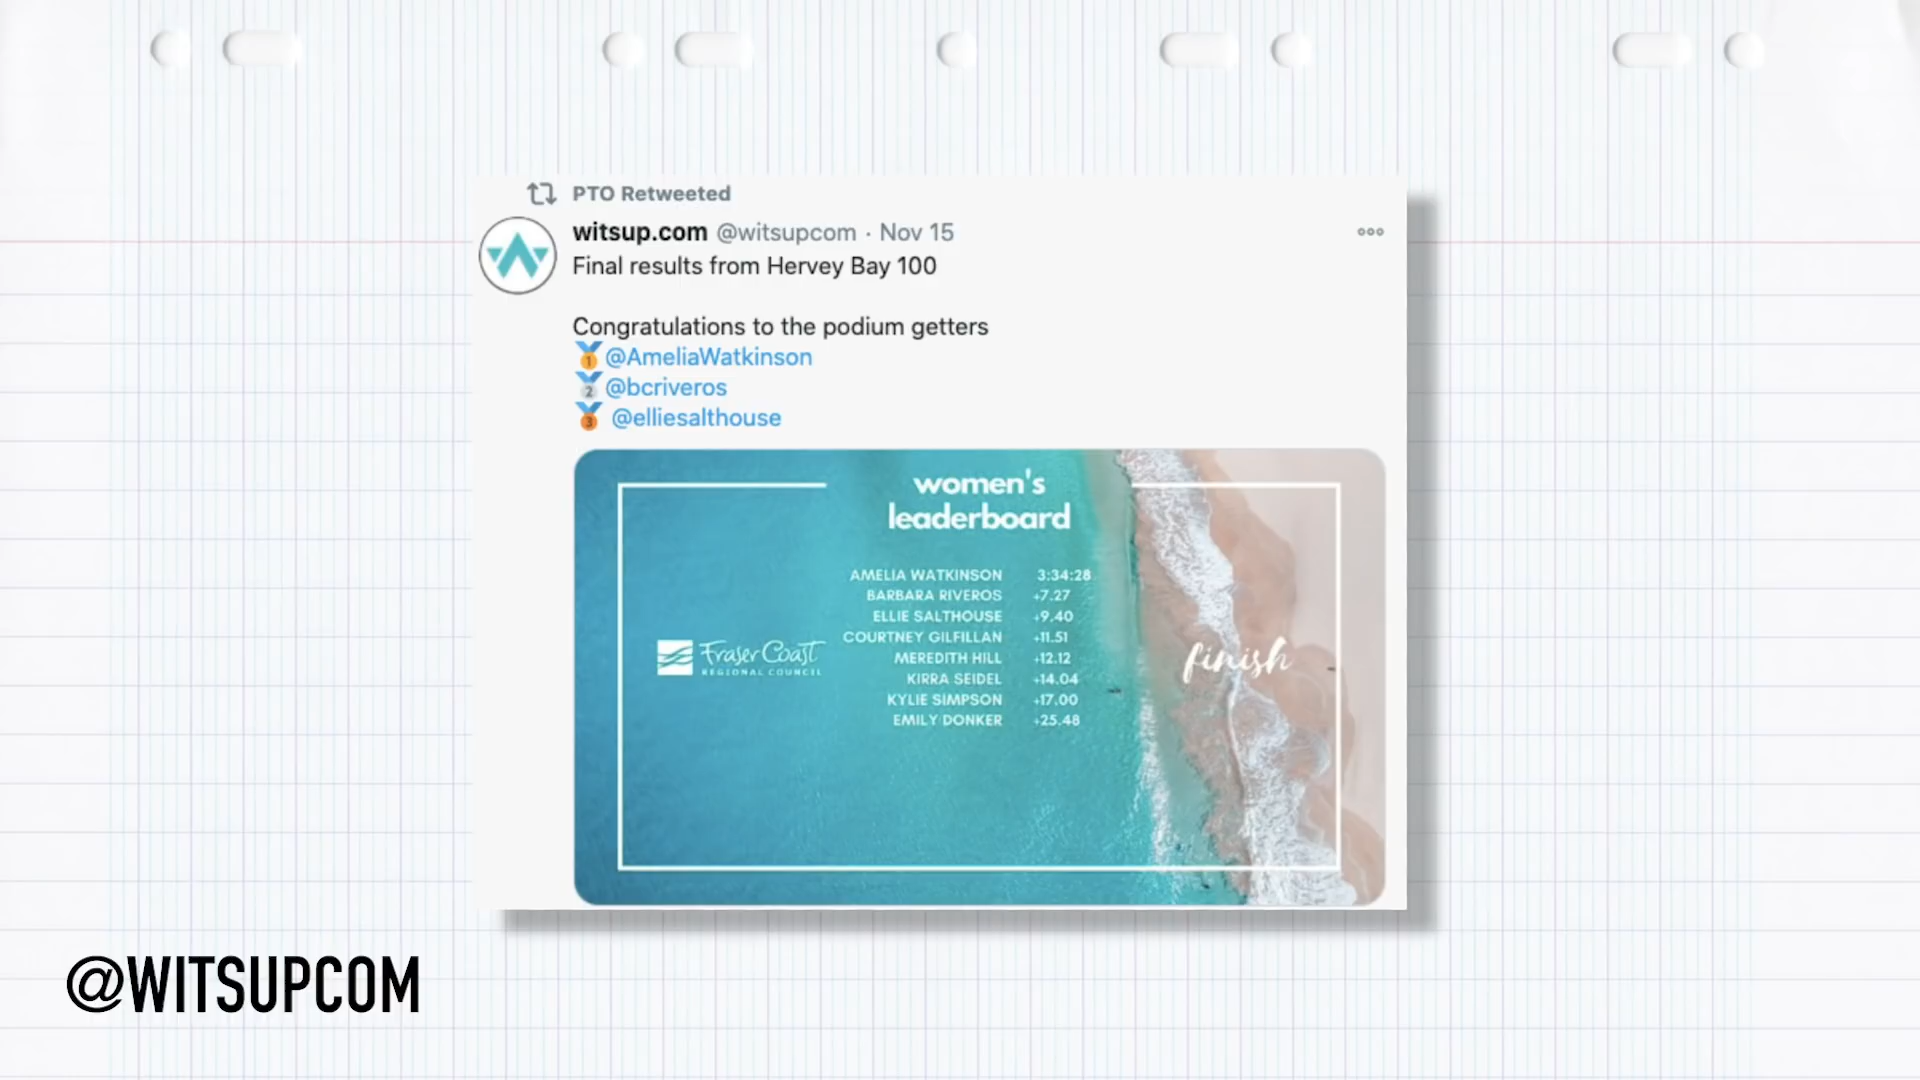 PTO Retweeted
witsup.com @witsupcom · Nov 15
Final results from Hervey Bay 100
Congratulations to the podium getters
🥇@AmeliaWatkinson
🥈@bcriveros
🥉 @elliesalthouse
women's
leaderboard
AMELIA WATKINSON 3:34:28
BARBARA RIVEROS +7.27
ELLIE SALTHOUSE +9.40
COURTNEY GILFILLAN +11.51
MEREDITH HILL +12.12
KIRRA SEIDEL +14.04
KYLIE SIMPSON +17.00
EMILY DONKER +25.48
Fraser Coast
REGIONAL COUNCIL
finish
@WITSUPCOM